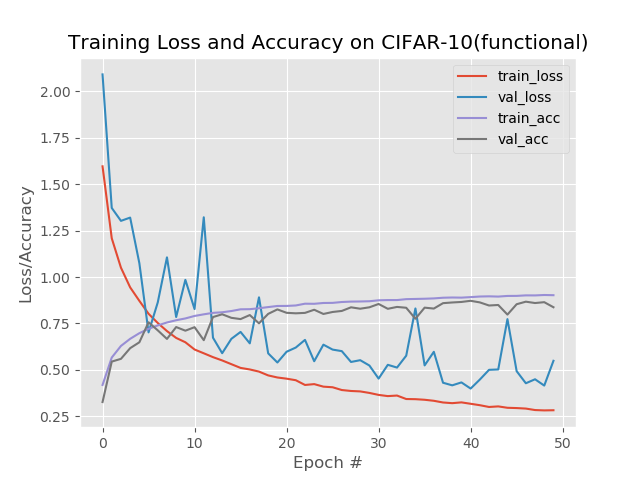 Training Loss and Accuracy on CIFAR-10(functional)
train_loss
val_loss
train_acc
val_acc
Loss/Accuracy
2.00
1.75
1.50
1.25
1.00
0.75
0.50
0.25
0 10 20 30 40 50
Epoch #